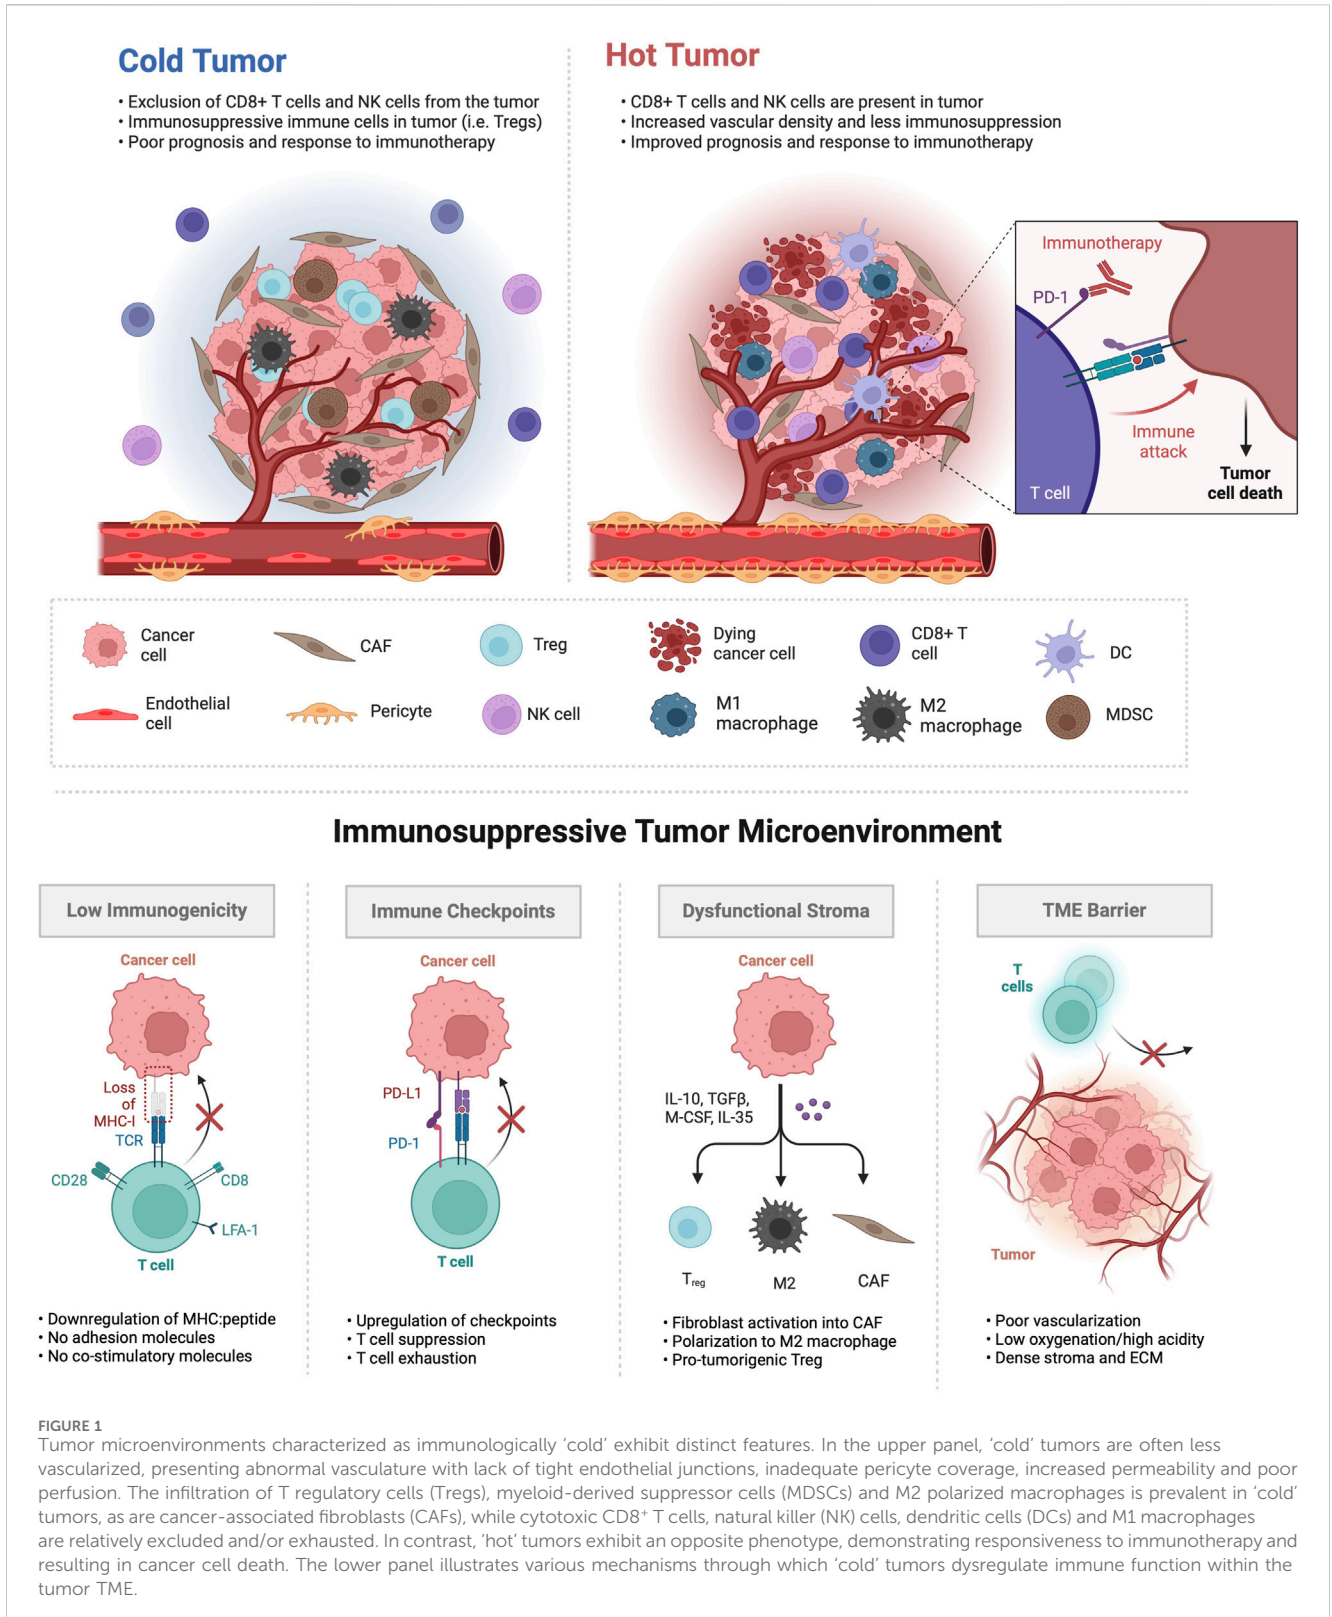 Cold Tumor
• Exclusion of CD8+ T cells and NK cells from the tumor
• Immunosuppressive immune cells in tumor (i.e. Tregs)
• Poor prognosis and response to immunotherapy
Hot Tumor
• CD8+ T cells and NK cells are present in tumor
• Increased vascular density and less immunosuppression
• Improved prognosis and response to immunotherapy
Immunotherapy
PD-1
Immune
attack
T cell
Tumor
cell death
Cancer
cell
CAF
Treg
Dying
cancer cell
CD8+ T
cell
DC
Endothelial
cell
Pericyte
NK cell
M1
macrophage
M2
macrophage
MDSC
Immunosuppressive Tumor Microenvironment
Low Immunogenicity
Cancer cell
Loss
of
MHC-I
TCR
CD28
CD8
LFA-1
T cell
• Downregulation of MHC:peptide
• No adhesion molecules
• No co-stimulatory molecules
Immune Checkpoints
Cancer cell
PD-L1
PD-1
T cell
• Upregulation of checkpoints
• T cell suppression
• T cell exhaustion
Dysfunctional Stroma
Cancer cell
IL-10, TGFβ,
M-CSF, IL-35
Treg
M2
CAF
• Fibroblast activation into CAF
• Polarization to M2 macrophage
• Pro-tumorigenic Treg
TME Barrier
T
cells
Tumor
• Poor vascularization
• Low oxygenation/high acidity
• Dense stroma and ECM
FIGURE 1
Tumor microenvironments characterized as immunologically ‘cold’ exhibit distinct features. In the upper panel, ‘cold’ tumors are often less
vascularized, presenting abnormal vasculature with lack of tight endothelial junctions, inadequate pericyte coverage, increased permeability and poor
perfusion. The infiltration of T regulatory cells (Tregs), myeloid-derived suppressor cells (MDSCs) and M2 polarized macrophages is prevalent in ‘cold’
tumors, as are cancer-associated fibroblasts (CAFs), while cytotoxic CD8⁺ T cells, natural killer (NK) cells, dendritic cells (DCs) and M1 macrophages
are relatively excluded and/or exhausted. In contrast, ‘hot’ tumors exhibit an opposite phenotype, demonstrating responsiveness to immunotherapy and
resulting in cancer cell death. The lower panel illustrates various mechanisms through which ‘cold’ tumors dysregulate immune function within the
tumor TME.